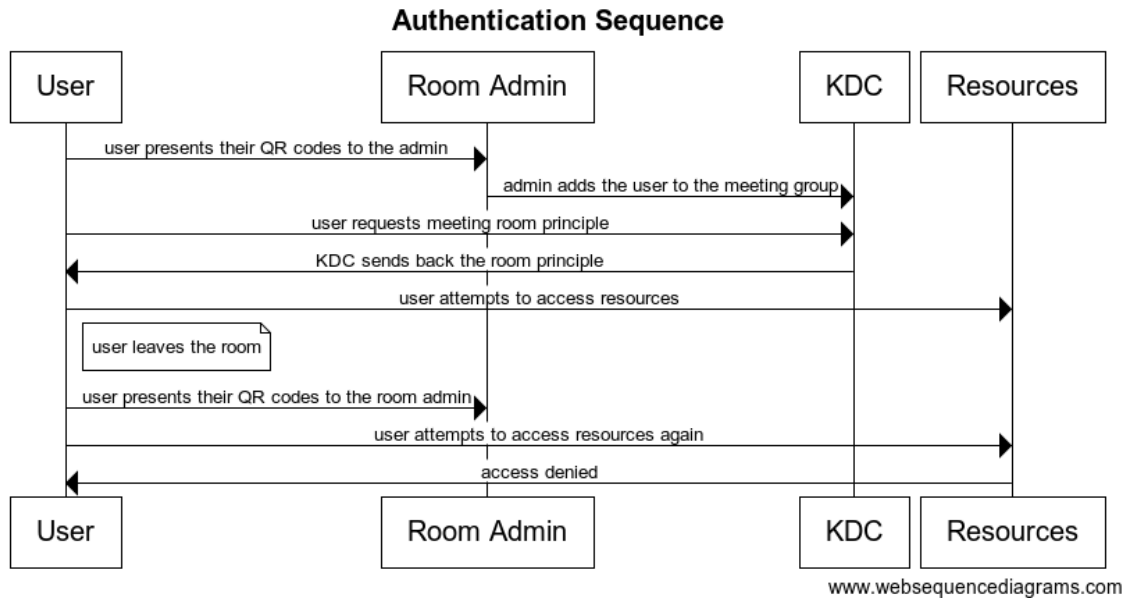 Authentication Sequence
User
Room Admin
KDC
Resources
user presents their QR codes to the admin
admin adds the user to the meeting group
user requests meeting room principle
KDC sends back the room principle
user attempts to access resources
user leaves the room
user presents their QR codes to the room admin
user attempts to access resources again
access denied
User
Room Admin
KDC
Resources
www.websequencediagrams.com